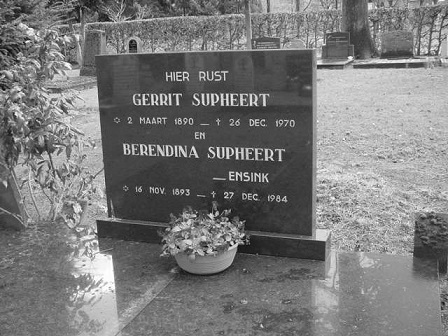 HIER RUST
GERRIT SUPHEERT
✡ 2 MAART 1890 _ † 26 DEC. 1970
EN
BERENDINA SUPHEERT
_ ENSINK
✡ 16 NOV. 1893 _ † 27 DEC. 1984